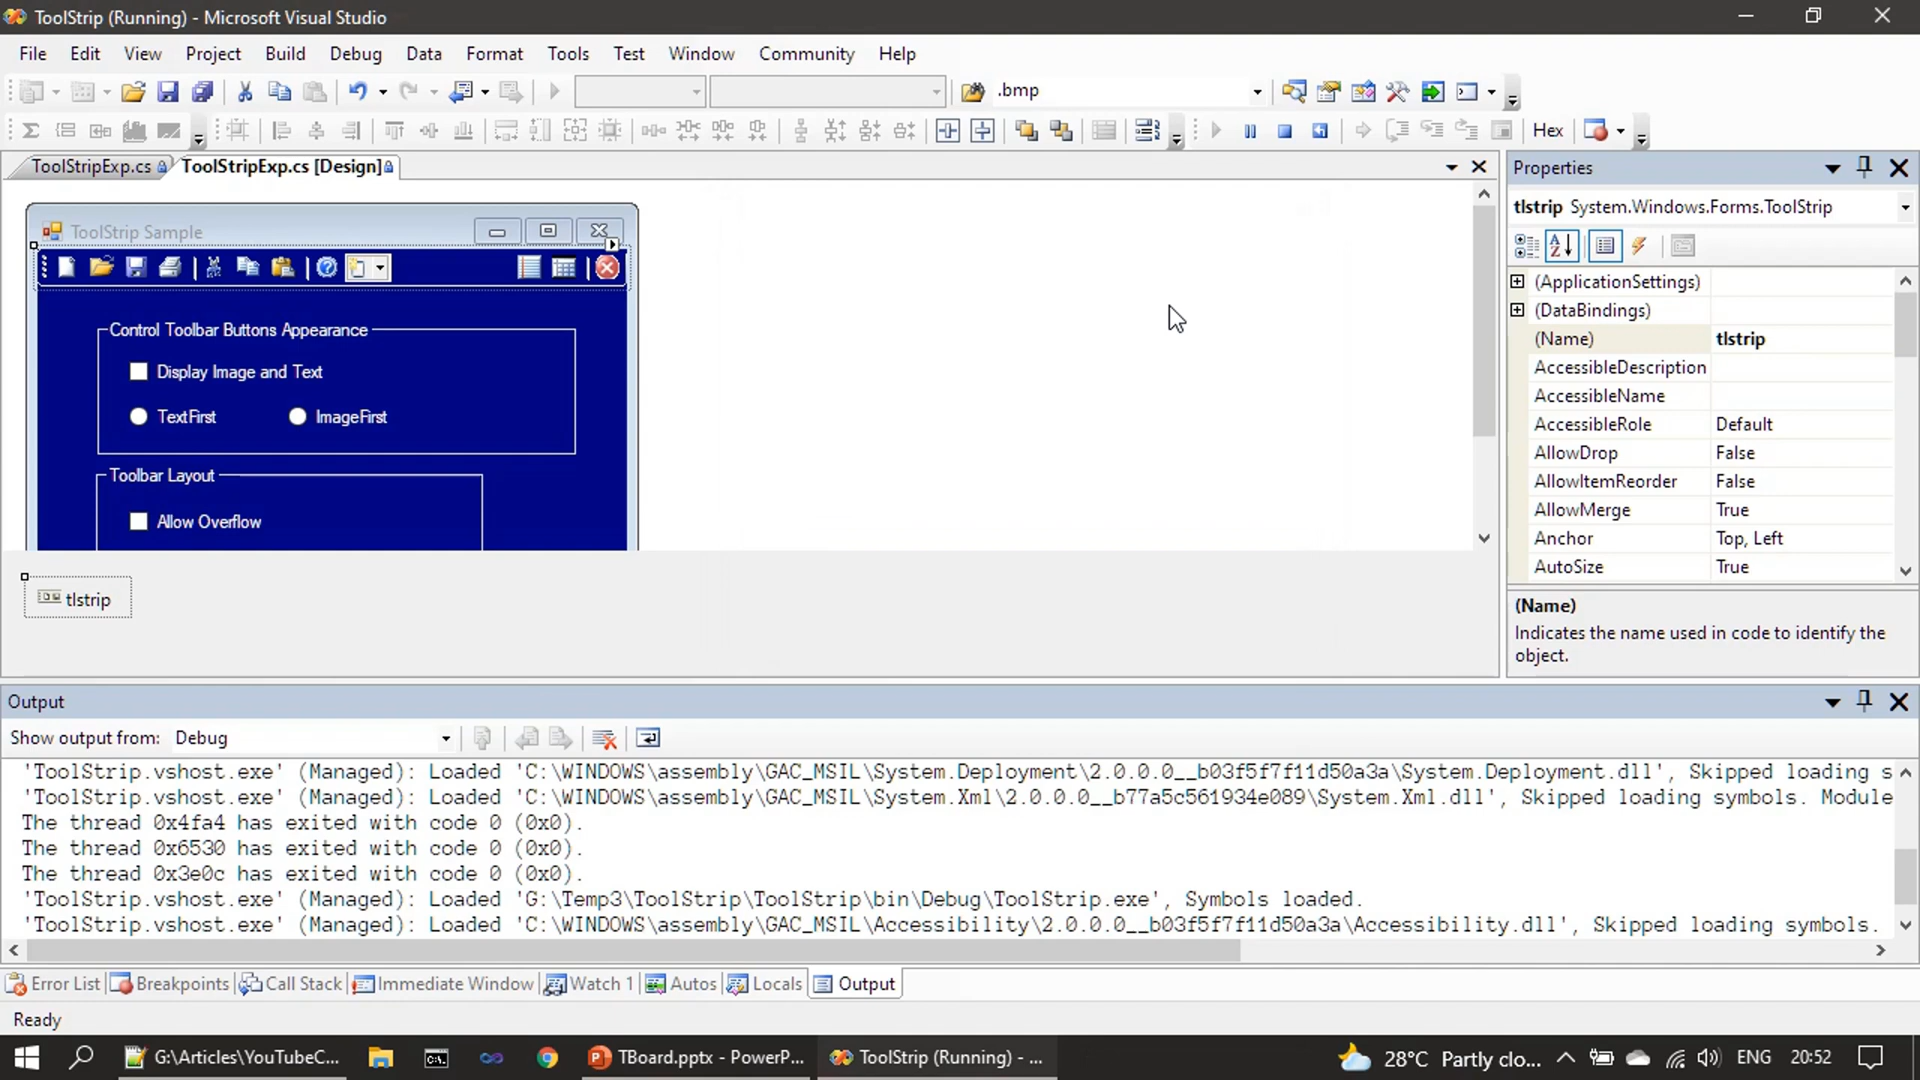 ToolStrip (Running) - Microsoft Visual Studio
File Edit View Project Build Debug Data Format Tools Test Window Community Help
.bmp
Hex
ToolStripExp.cs ToolStripExp.cs [Design]
ToolStrip Sample
Control Toolbar Buttons Appearance
Display Image and Text
TextFirst ImageFirst
Toolbar Layout
Allow Overflow
tlstrip
Properties
tlstrip System.Windows.Forms.ToolStrip
(ApplicationSettings)
(DataBindings)
(Name) tlstrip
AccessibleDescription
AccessibleName
AccessibleRole Default
AllowDrop False
AllowItemReorder False
AllowMerge True
Anchor Top, Left
AutoSize True
(Name)
Indicates the name used in code to identify the
object.
Output
Show output from: Debug
'ToolStrip.vshost.exe' (Managed): Loaded 'C:\WINDOWS\assembly\GAC_MSIL\System.Deployment\2.0.0.0__b03f5f7f11d50a3a\System.Deployment.dll', Skipped loading s
'ToolStrip.vshost.exe' (Managed): Loaded 'C:\WINDOWS\assembly\GAC_MSIL\System.Xml\2.0.0.0__b77a5c561934e089\System.Xml.dll', Skipped loading symbols. Module
The thread 0x4fa4 has exited with code 0 (0x0).
The thread 0x6530 has exited with code 0 (0x0).
The thread 0x3e0c has exited with code 0 (0x0).
'ToolStrip.vshost.exe' (Managed): Loaded 'G:\Temp3\ToolStrip\ToolStrip\bin\Debug\ToolStrip.exe', Symbols loaded.
'ToolStrip.vshost.exe' (Managed): Loaded 'C:\WINDOWS\assembly\GAC_MSIL\Accessibility\2.0.0.0__b03f5f7f11d50a3a\Accessibility.dll', Skipped loading symbols.
Error List Breakpoints Call Stack Immediate Window Watch 1 Autos Locals Output
Ready
G:\Articles\YouTubeC... TBoard.pptx - PowerP... ToolStrip (Running) - ... 28°C Partly clo... ENG 20:52